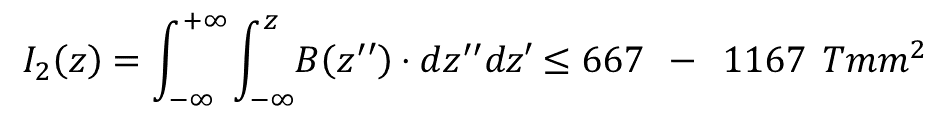 I₂(z) = ∫_{−∞}^{+∞} ∫_{−∞}^{z} B(z′′) · dz′′dz′ ≤ 667 − 1167 Tmm²